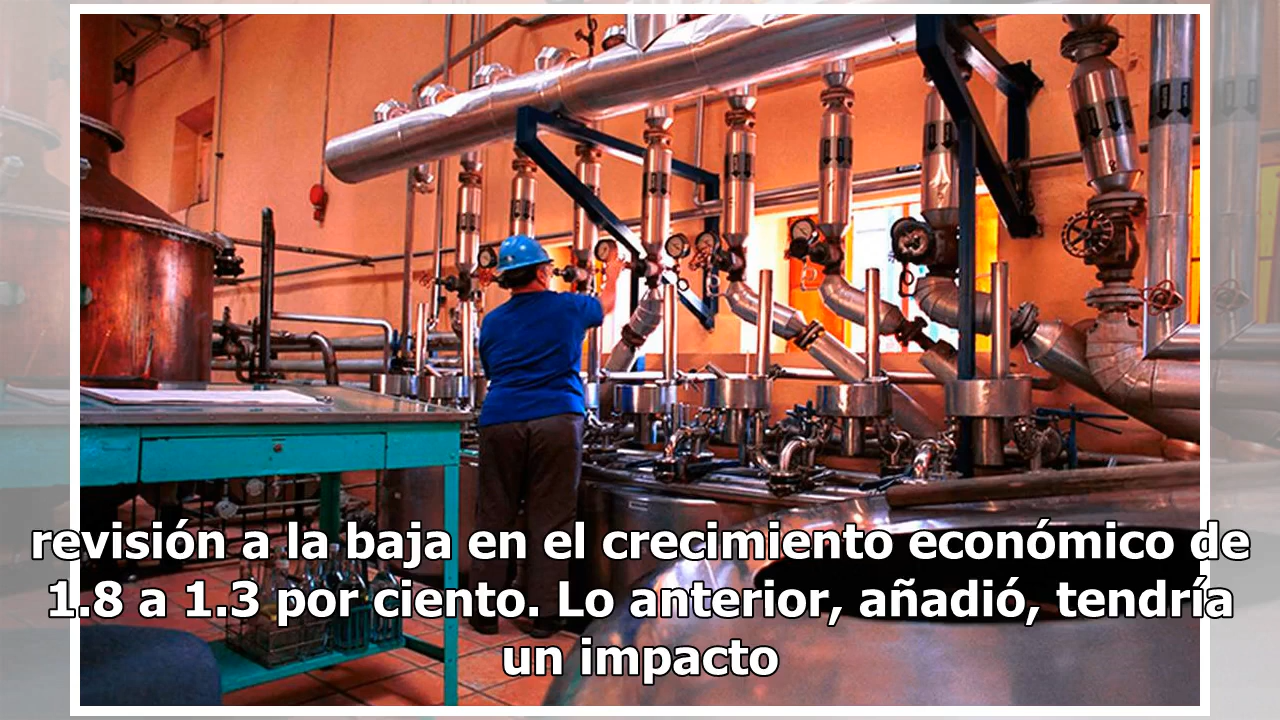 revisión a la baja en el crecimiento económico de
1.8 a 1.3 por ciento. Lo anterior, añadió, tendría
un impacto